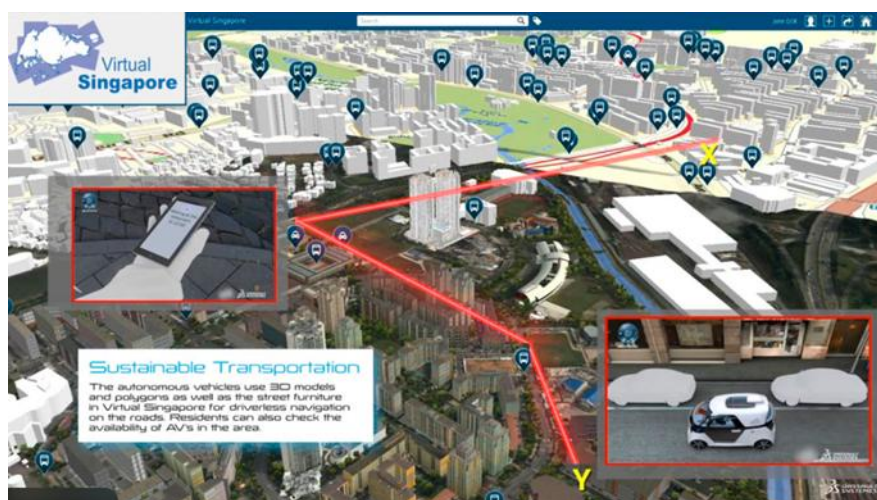 Virtual Singapore
Search
Virtual
Singapore
X
Sustainable Transportation
The autonomous vehicles use 3D models
and polygons as well as the street furniture
in Virtual Singapore for driverless navigation
on the roads. Residents can also check the
availability of AV's in the area.
Y